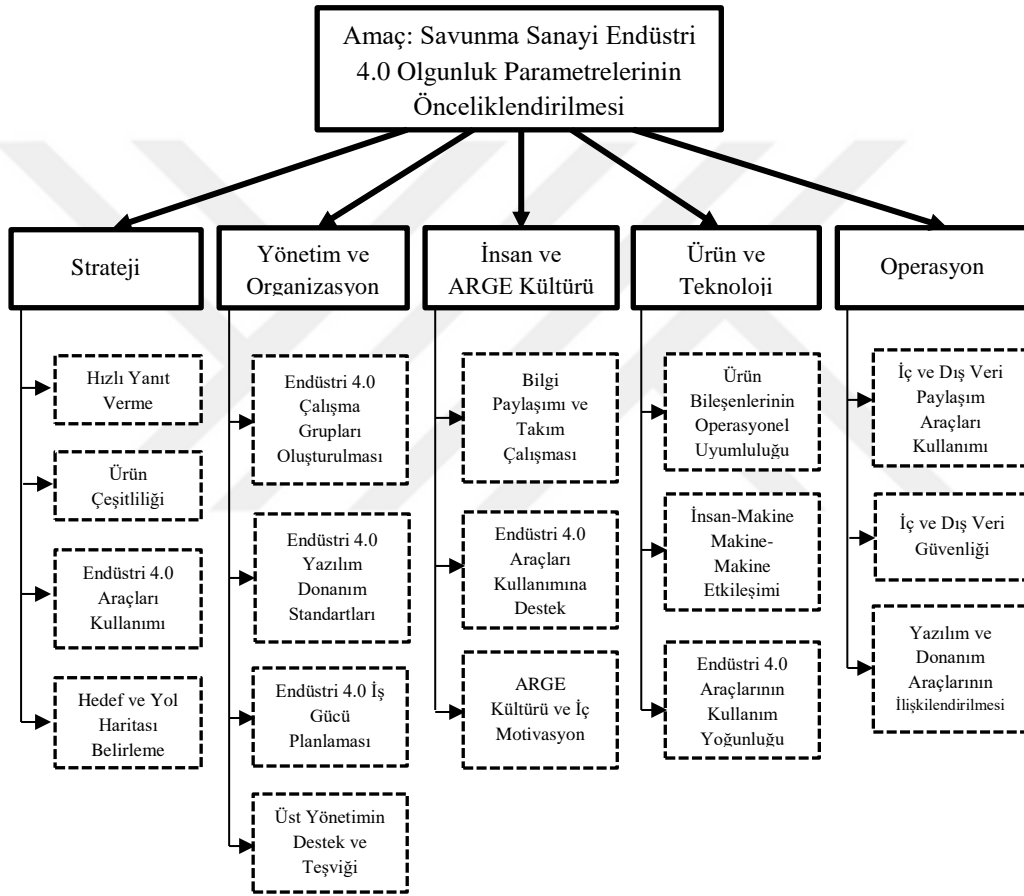 Amaç: Savunma Sanayi Endüstri
4.0 Olgunluk Parametrelerinin
Önceliklendirilmesi
Strateji
Yönetim ve
Organizasyon
İnsan ve
ARGE Kültürü
Ürün ve
Teknoloji
Operasyon
Hızlı Yanıt
Verme
Ürün
Çeşitliliği
Endüstri 4.0
Araçları
Kullanımı
Hedef ve Yol
Haritası
Belirleme
Endüstri 4.0
Çalışma
Grupları
Oluşturulması
Endüstri 4.0
Yazılım
Donanım
Standartları
Endüstri 4.0 İş
Gücü
Planlaması
Üst Yönetimin
Destek ve
Teşviği
Bilgi
Paylaşımı ve
Takım
Çalışması
Endüstri 4.0
Araçları
Kullanımına
Destek
ARGE
Kültürü ve İç
Motivasyon
Ürün
Bileşenlerinin
Operasyonel
Uyumluluğu
İnsan-Makine
Makine-
Makine
Etkileşimi
Endüstri 4.0
Araçlarının
Kullanım
Yoğunluğu
İç ve Dış Veri
Paylaşım
Araçları
Kullanımı
İç ve Dış Veri
Güvenliği
Yazılım ve
Donanım
Araçlarının
İlişkilendirilmesi